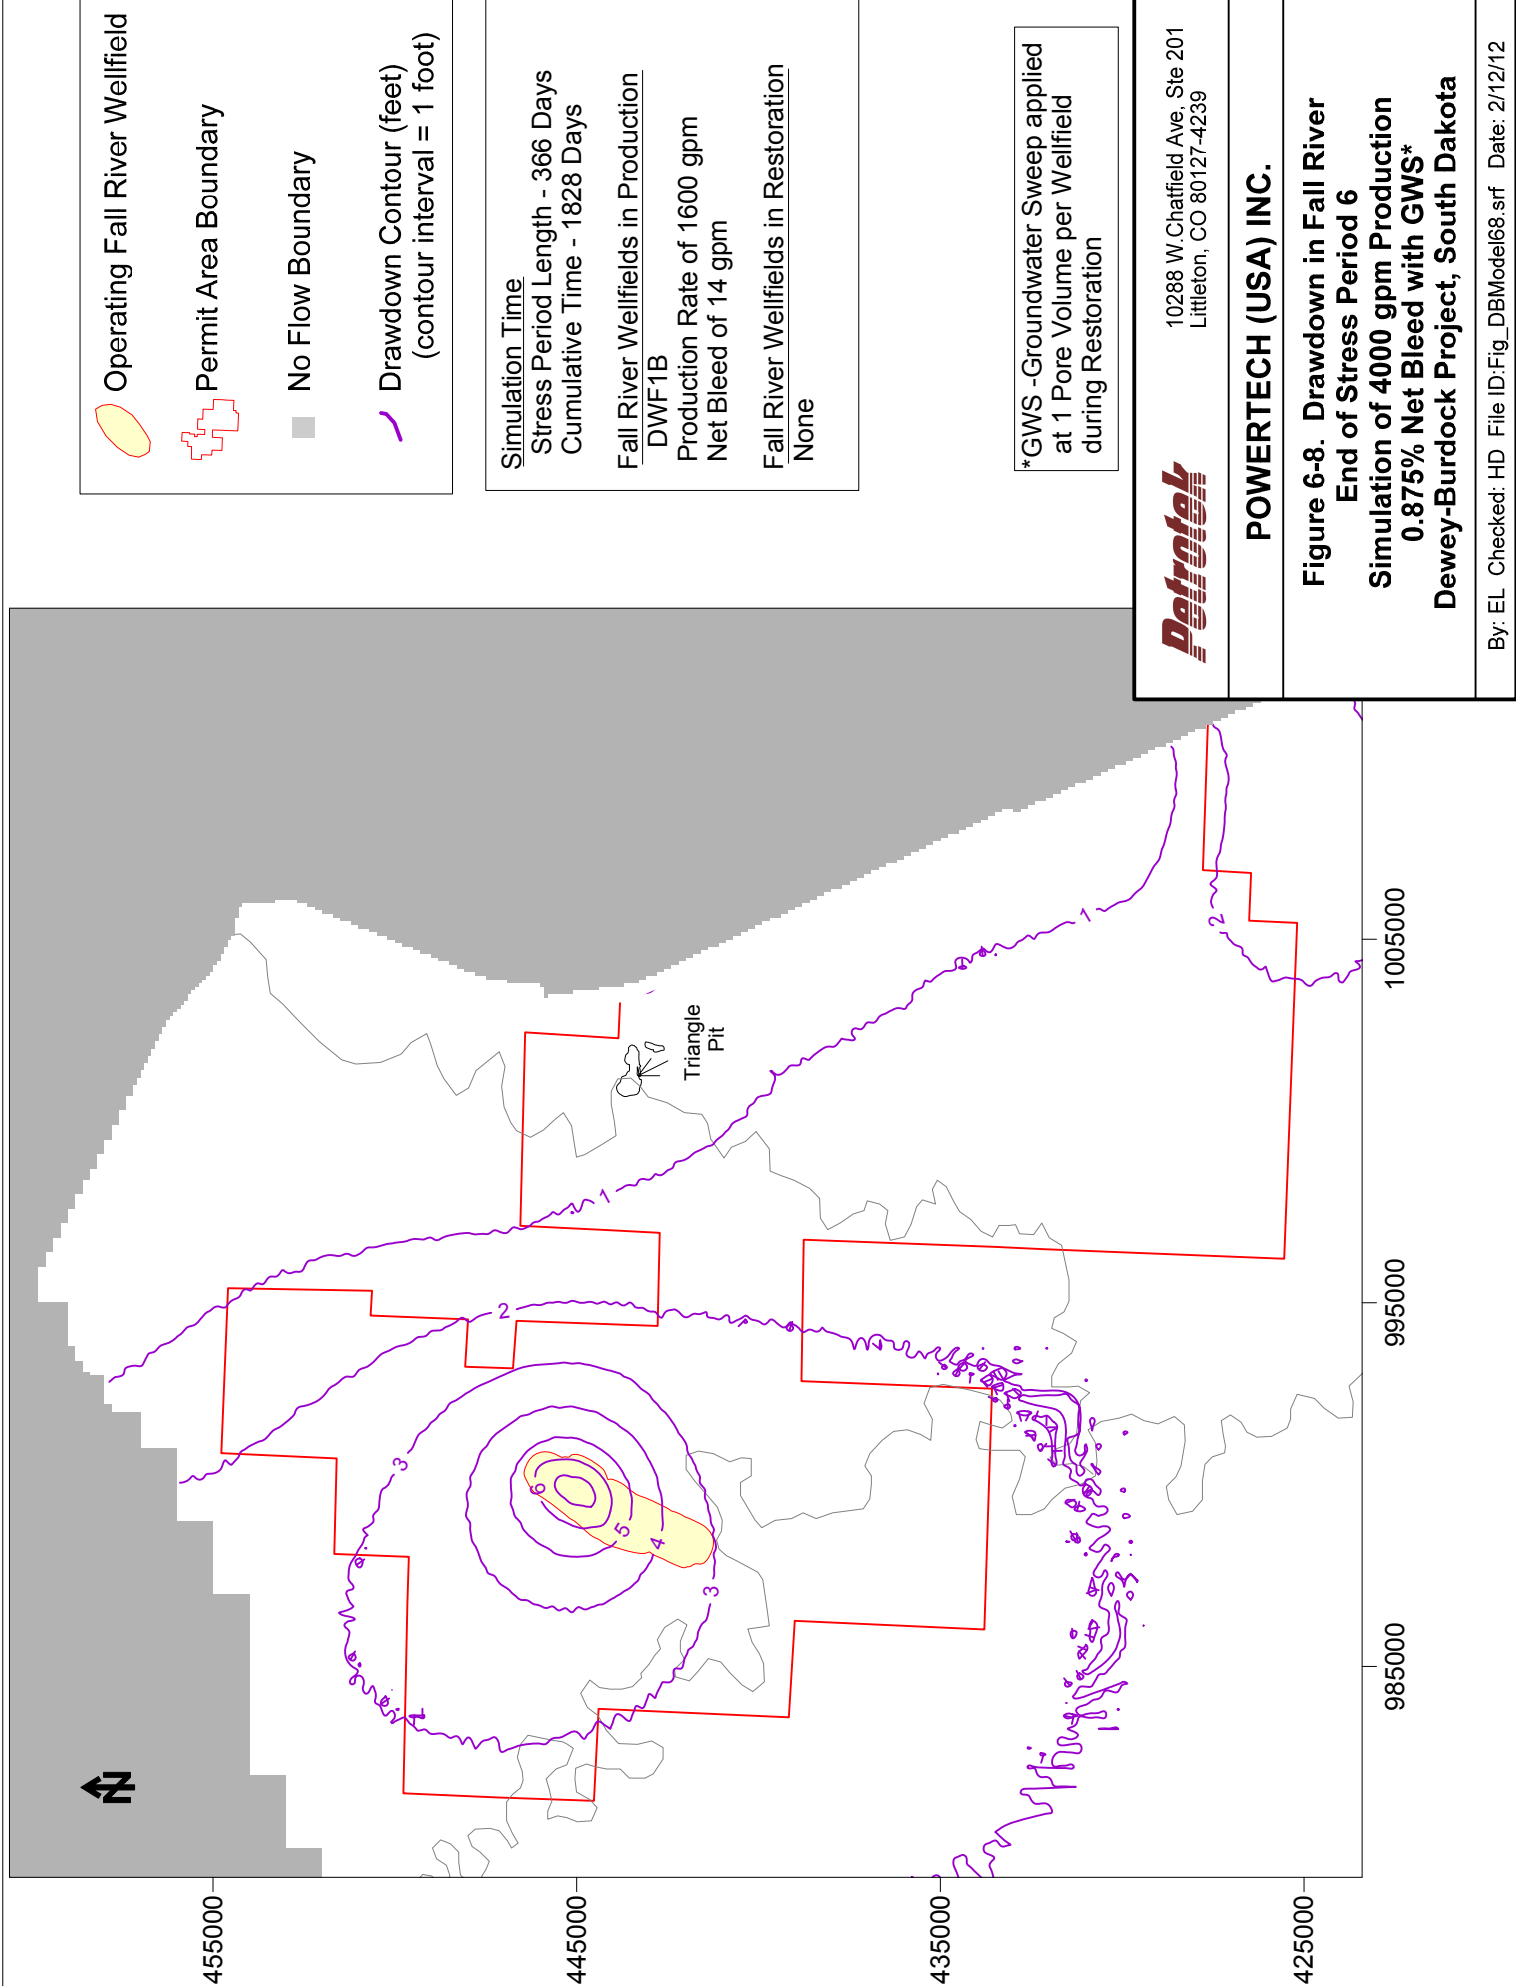 Operating Fall River Wellfield
Permit Area Boundary
No Flow Boundary
Drawdown Contour (feet)
(contour interval = 1 foot)
Simulation Time
Stress Period Length - 366 Days
Cumulative Time - 1828 Days
Fall River Wellfields in Production
DWF1B
Production Rate of 1600 gpm
Net Bleed of 14 gpm
Fall River Wellfields in Restoration
None
*GWS -Groundwater Sweep applied
at 1 Pore Volume per Wellfield
during Restoration
Petrotek
10288 W.Chatfield Ave, Ste 201
Littleton, CO 80127-4239
POWERTECH (USA) INC.
Figure 6-8. Drawdown in Fall River
End of Stress Period 6
Simulation of 4000 gpm Production
0.875% Net Bleed with GWS*
Dewey-Burdock Project, South Dakota
By: EL Checked: HD File ID:Fig_DBModel68.srf Date: 2/12/12
N
Triangle
Pit
1
1
2
2
3
3
4
5
6
455000
445000
435000
425000
985000
995000
1005000